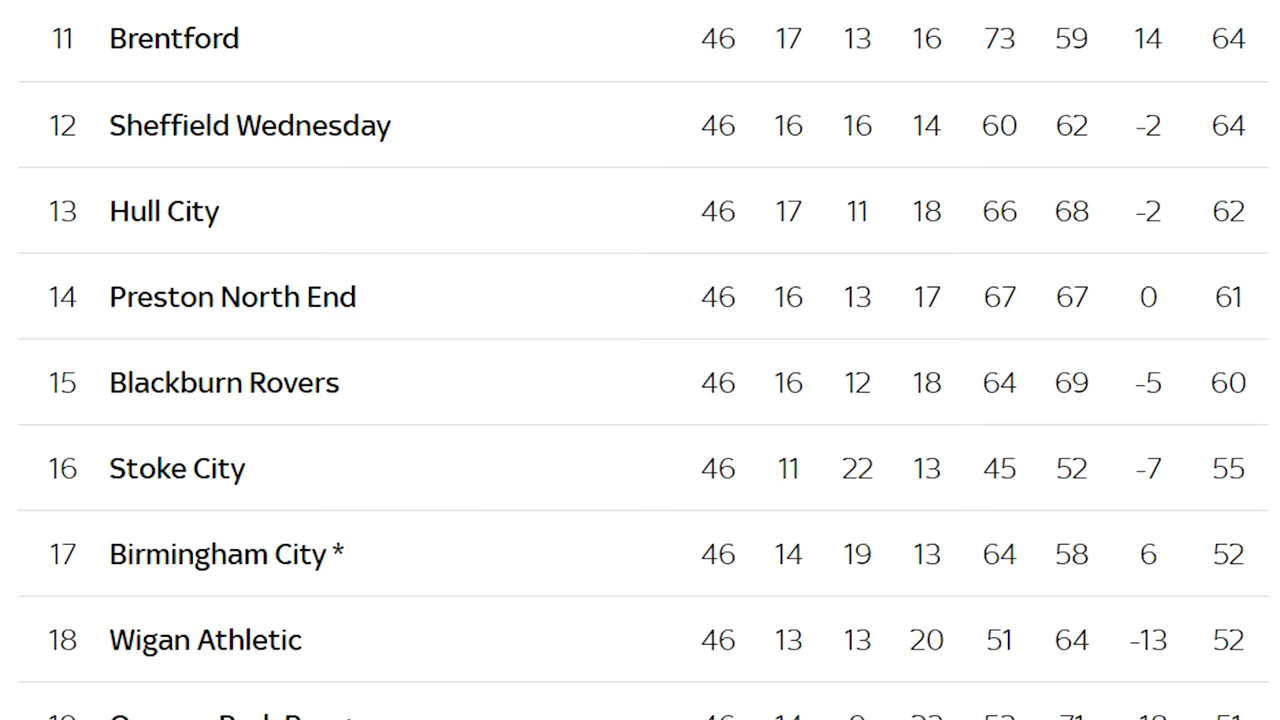 11 Brentford 46 17 13 16 73 59 14 64
12 Sheffield Wednesday 46 16 16 14 60 62 -2 64
13 Hull City 46 17 11 18 66 68 -2 62
14 Preston North End 46 16 13 17 67 67 0 61
15 Blackburn Rovers 46 16 12 18 64 69 -5 60
16 Stoke City 46 11 22 13 45 52 -7 55
17 Birmingham City * 46 14 19 13 64 58 6 52
18 Wigan Athletic 46 13 13 20 51 64 -13 52